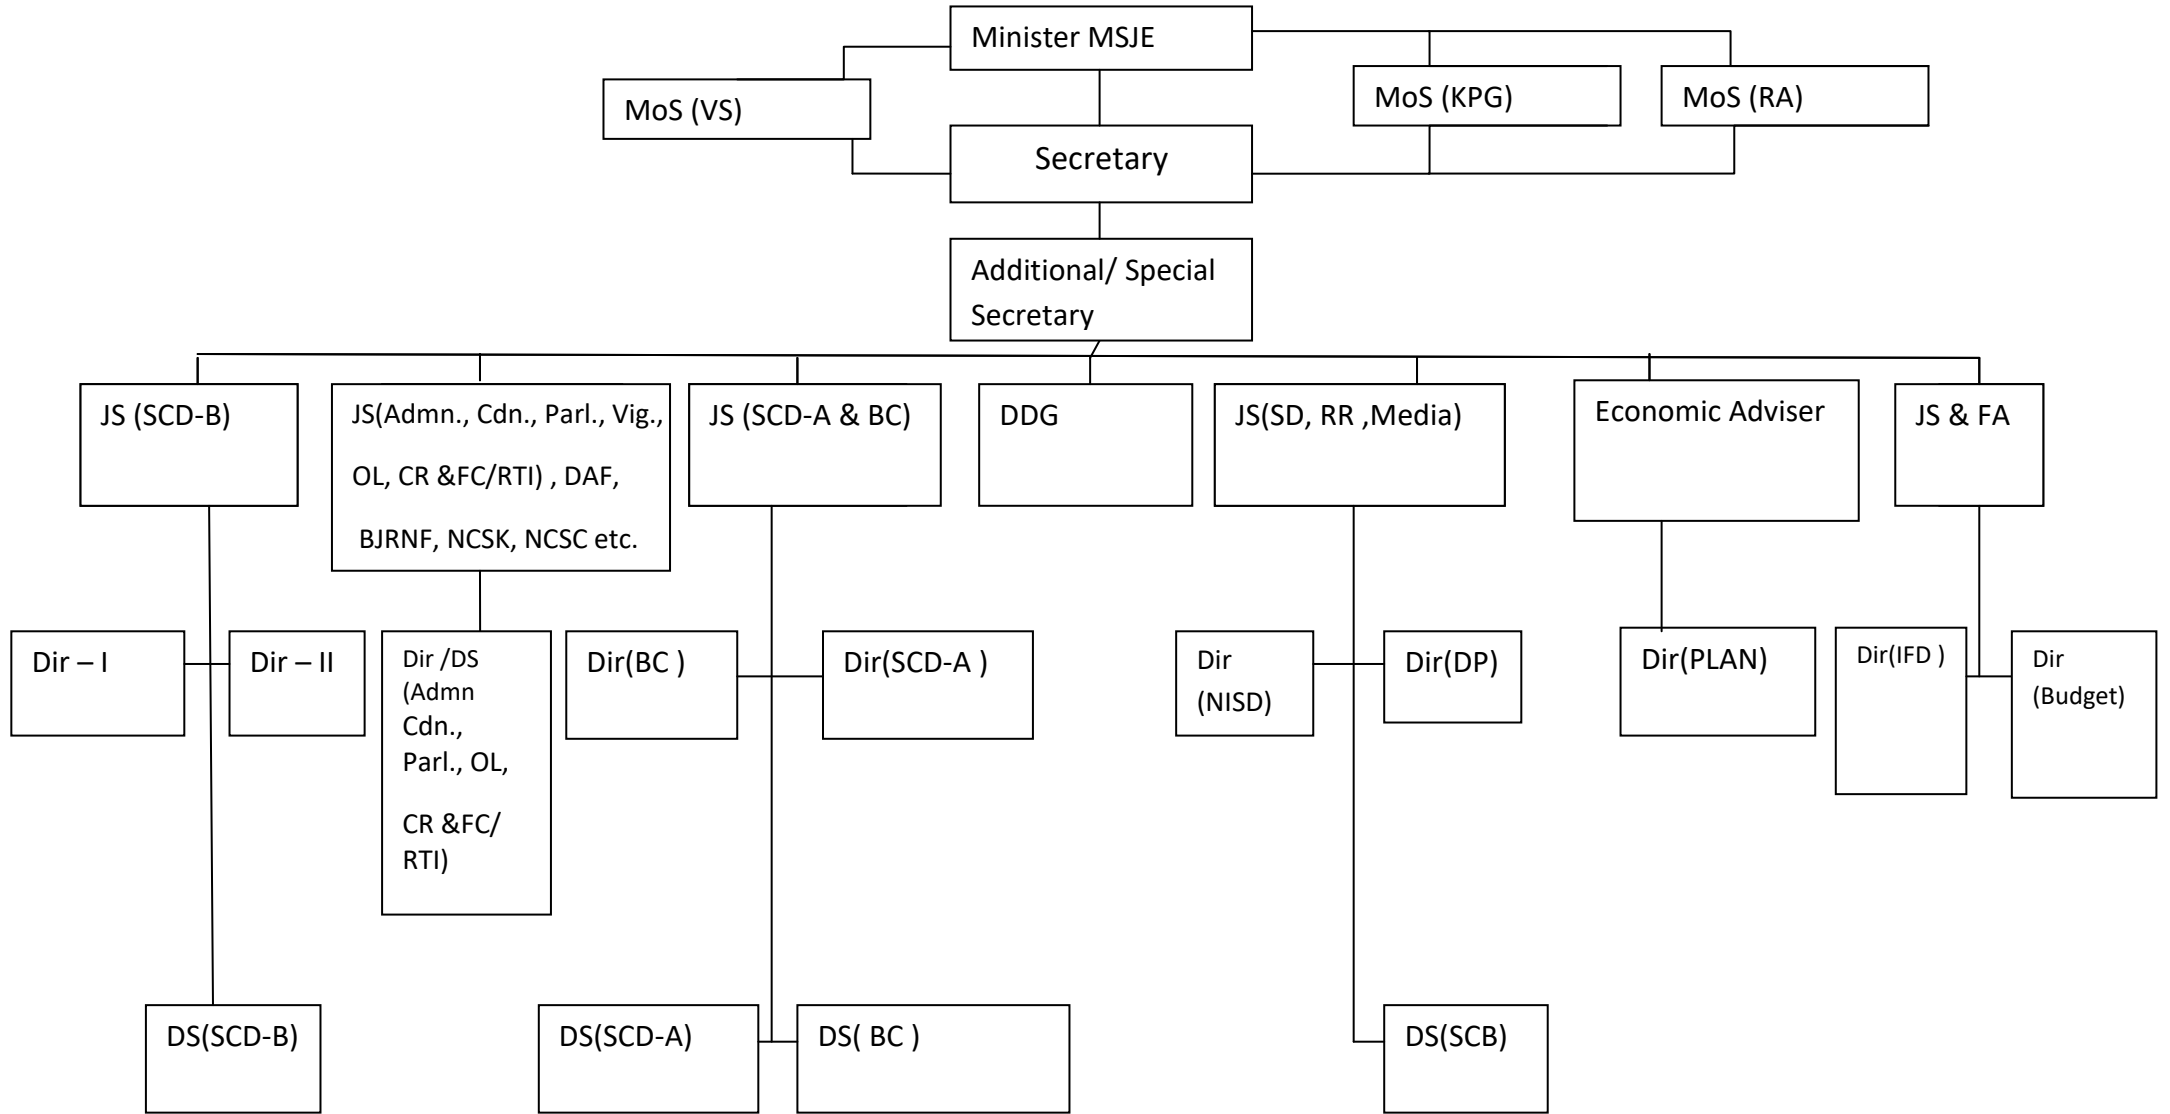 Minister MSJE
MoS (VS)
MoS (KPG)
MoS (RA)
Secretary
Additional/ Special
Secretary
JS (SCD-B)
JS(Admn., Cdn., Parl., Vig.,
OL, CR &FC/RTI) , DAF,
BJRNF, NCSK, NCSC etc.
JS (SCD-A & BC)
DDG
JS(SD, RR ,Media)
Economic Adviser
JS & FA
Dir – I
Dir – II
Dir /DS
(Admn
Cdn.,
Parl., OL,
CR &FC/
RTI)
Dir(BC )
Dir(SCD-A )
Dir
(NISD)
Dir(DP)
Dir(PLAN)
Dir(IFD )
Dir
(Budget)
DS(SCD-B)
DS(SCD-A)
DS( BC )
DS(SCB)